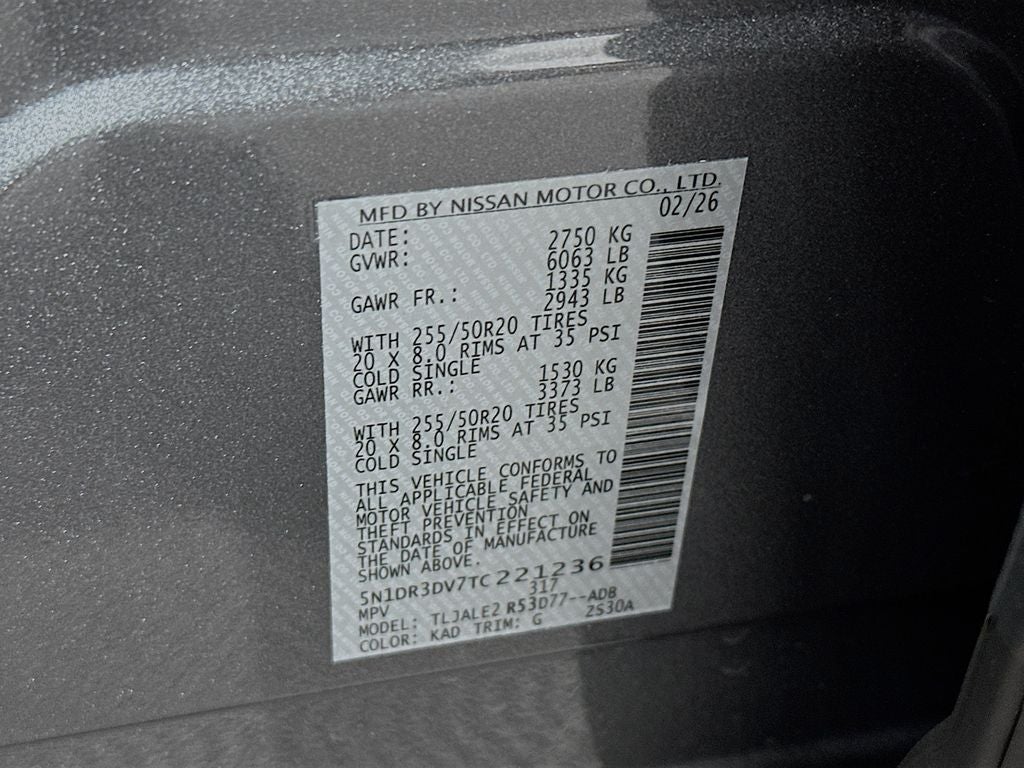 MFD BY NISSAN MOTOR CO., LTD.
DATE: 02/26
GVWR: 2750 KG
6063 LB
GAWR FR.: 1335 KG
2943 LB
WITH 255/50R20 TIRES
20 X 8.0 RIMS AT 35 PSI
COLD SINGLE
GAWR RR.: 1530 KG
3373 LB
WITH 255/50R20 TIRES
20 X 8.0 RIMS AT 35 PSI
COLD SINGLE
THIS VEHICLE CONFORMS TO
ALL APPLICABLE FEDERAL
MOTOR VEHICLE SAFETY AND
THEFT PREVENTION
STANDARDS IN EFFECT ON
THE DATE OF MANUFACTURE
SHOWN ABOVE.
5N1DR3DV7TC221236
MPV 317
MODEL: TLJALE2 R53D77--ADB
COLOR: KAD TRIM: G 2S30A